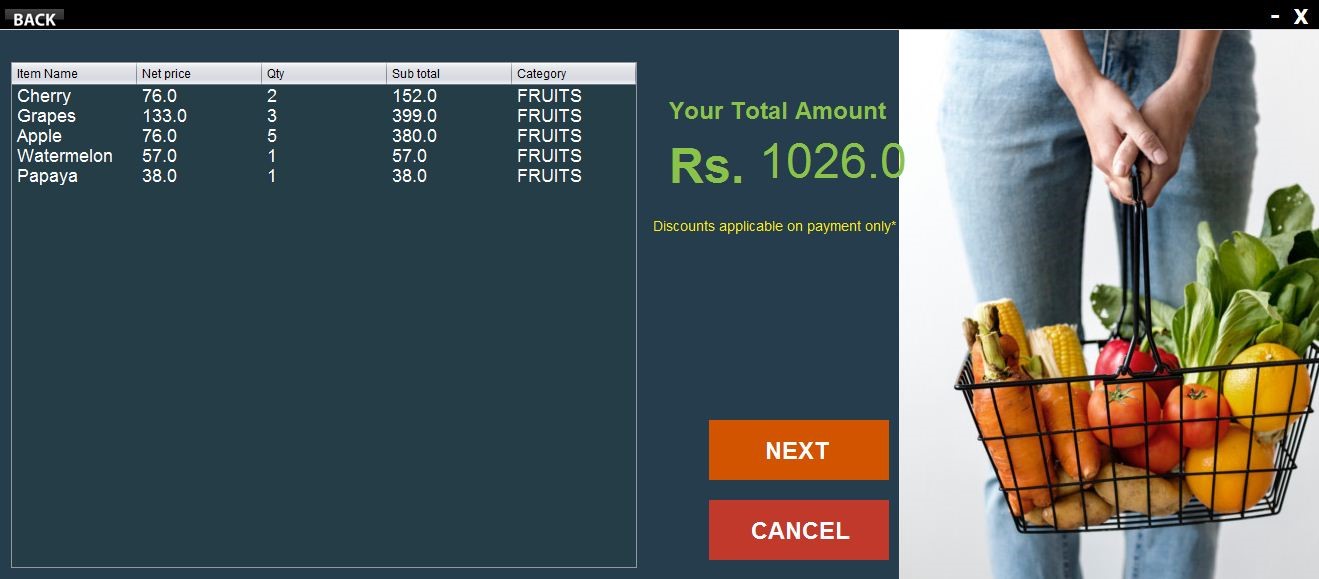 BACK
- X
Item Name Net price Qty Sub total Category
Cherry 76.0 2 152.0 FRUITS
Grapes 133.0 3 399.0 FRUITS
Apple 76.0 5 380.0 FRUITS
Watermelon 57.0 1 57.0 FRUITS
Papaya 38.0 1 38.0 FRUITS
Your Total Amount
Rs. 1026.0
Discounts applicable on payment only*
NEXT
CANCEL